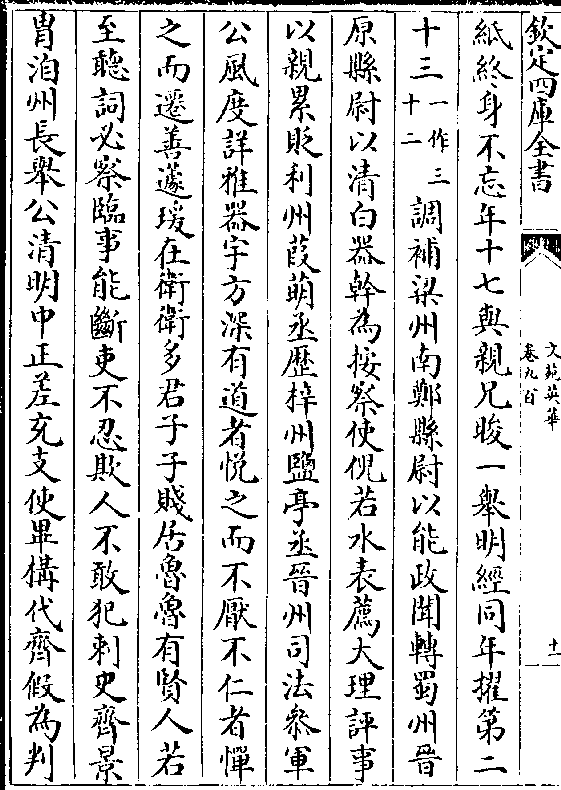 欽定四庫全書
文苑英華
卷九百
十一
紙終身不忘年十七與親兄晙一舉明經同年擢第二
十三一作三十二調補梁州南鄭縣尉以能政聞轉蜀州晉
原縣尉以清白器幹為按察使倪若水表薦大理評事
以親累貶利州葭萌丞歷梓州鹽亭丞晉州司法參軍
公風度詳雅器宇方深有道者悅之而不厭不仁者憚
之而遷善蘧瑗在衛衛多君子子賤居魯魯有賢人若
至聽詞必察臨事能斷吏不忍欺人不敢犯刺史齊景
胄洎州長舉公清明中正差充支使畢構代齊假為判